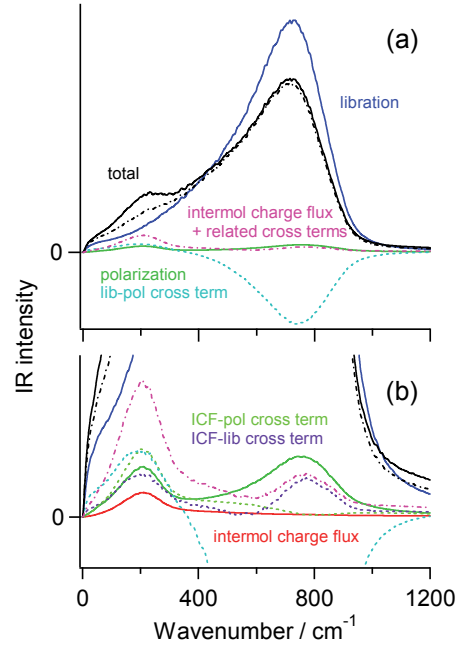 (a)
libration
total
intermol charge flux
+ related cross terms
0
polarization
lib-pol cross term
IR intensity
(b)
ICF-pol cross term
ICF-lib cross term
0
intermol charge flux
0 400 800 1200
Wavenumber / cm-1